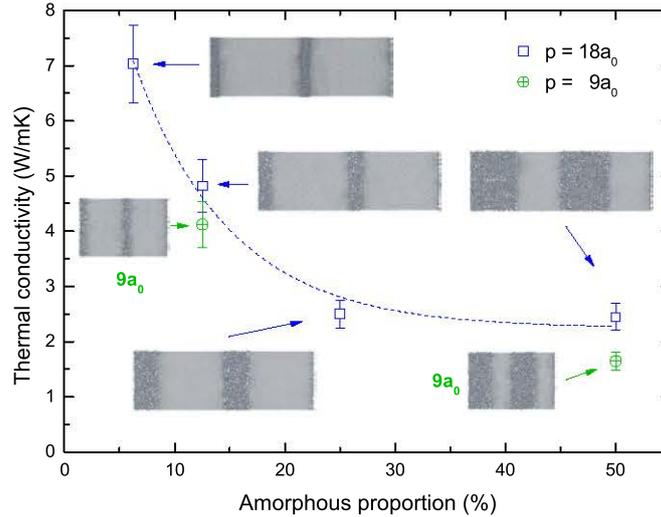 8
7
6
5
4
3
2
1
0
Thermal conductivity (W/mK)
p = 18a₀
p = 9a₀
9a₀
9a₀
0 10 20 30 40 50
Amorphous proportion (%)